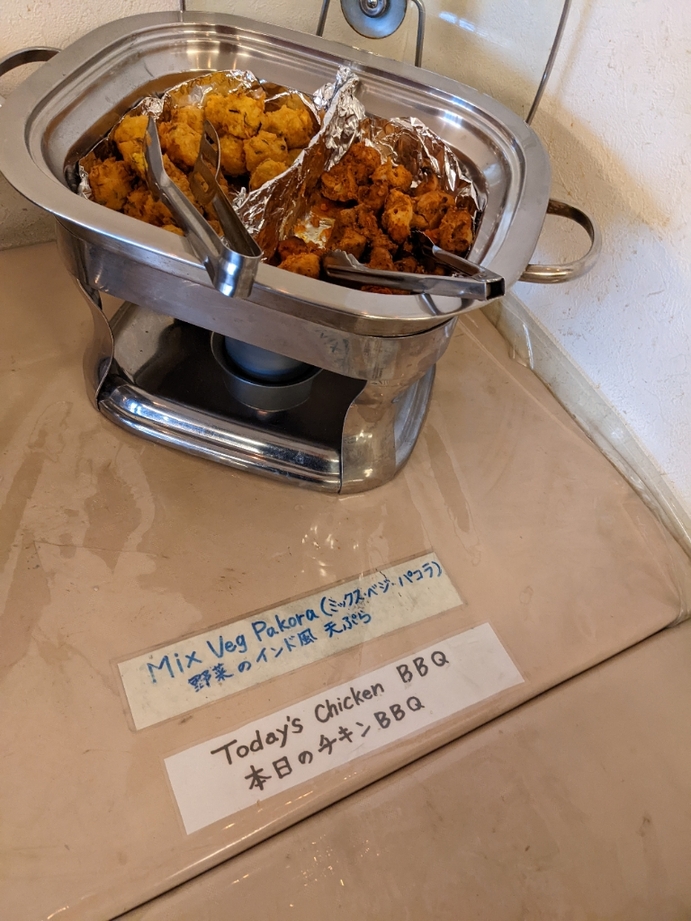 Mix Veg Pakora (ミックス・ベジ・パコラ)
野菜のインド風 天ぷら
Today's Chicken BBQ
本日のチキンBBQ